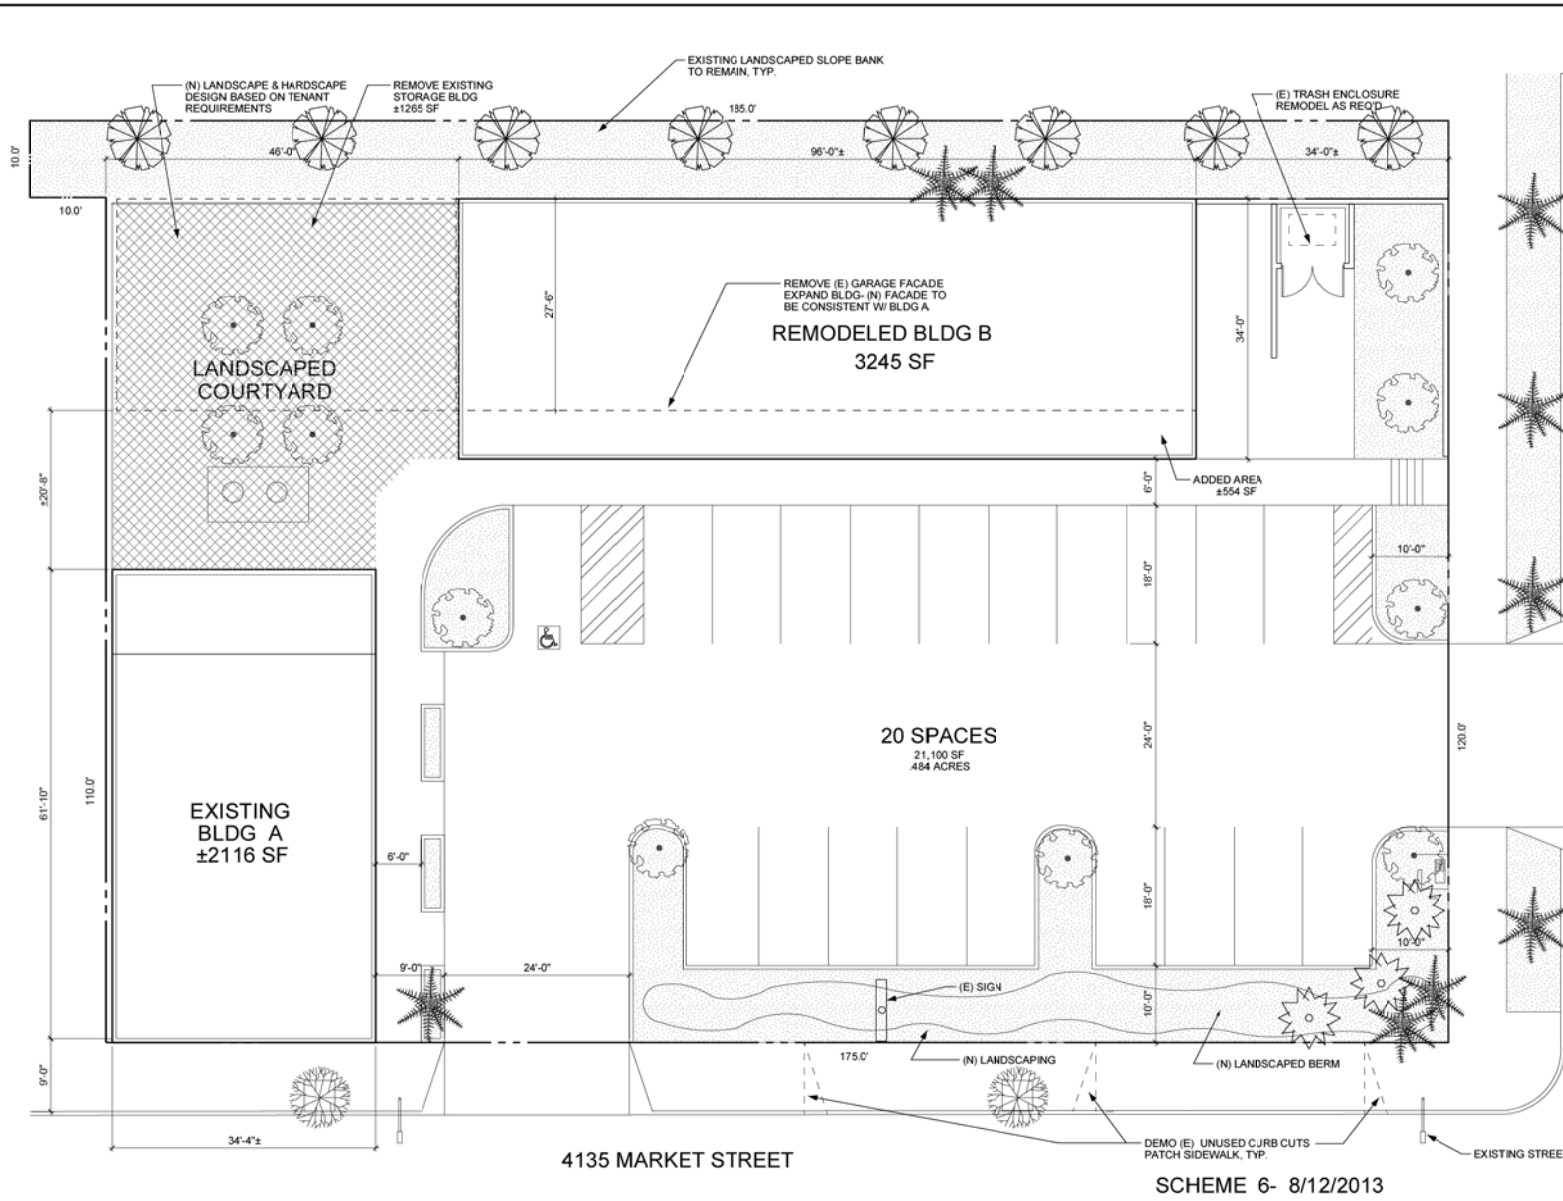 EXISTING LANDSCAPED SLOPE BANK
TO REMAIN, TYP.
(N) LANDSCAPE & HARDSCAPE
DESIGN BASED ON TENANT
REQUIREMENTS
REMOVE EXISTING
STORAGE BLDG
±1265 SF
(E) TRASH ENCLOSURE
REMODEL AS REQ'D
185.0'
10.0'
46'-0"
96'-0"±
34'-0"±
10.0'
27'-6"
REMOVE (E) GARAGE FACADE
EXPAND BLDG- (N) FACADE TO
BE CONSISTENT W/ BLDG A
REMODELED BLDG B
3245 SF
34'-0"
LANDSCAPED
COURTYARD
±20'-8"
6'-0"
ADDED AREA
±554 SF
18'-0"
10'-0"
20 SPACES
21,100 SF
.484 ACRES
24'-0"
120.0'
110.0'
61'-10"
EXISTING
BLDG A
±2116 SF
6'-0"
18'-0"
10'-0"
9'-0"
24'-0"
(E) SIGN
10'-0"
175.0'
(N) LANDSCAPING
(N) LANDSCAPED BERM
9'-0"
34'-4"±
DEMO (E) UNUSED CURB CUTS
PATCH SIDEWALK, TYP.
EXISTING STREE
4135 MARKET STREET
SCHEME 6- 8/12/2013